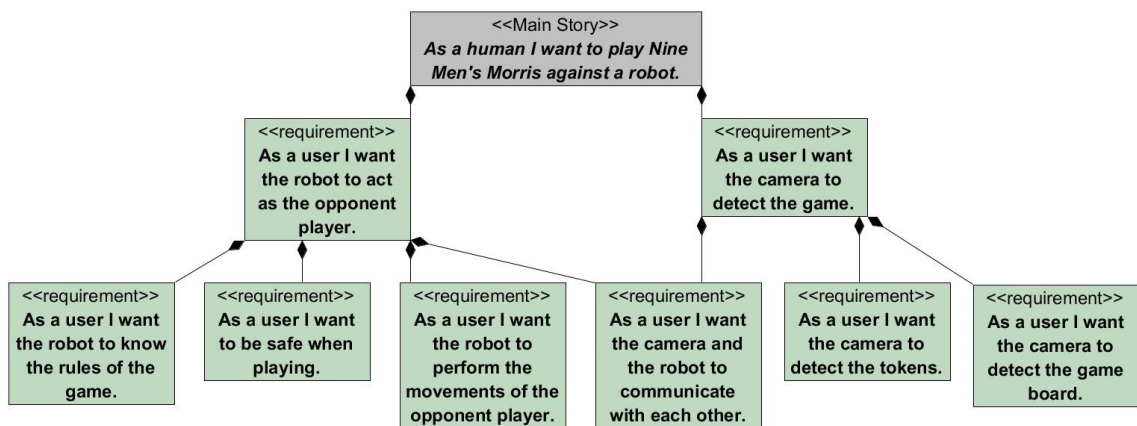 <<Main Story>>
As a human I want to play Nine
Men's Morris against a robot.
<<requirement>>
As a user I want
the robot to act
as the opponent
player.
<<requirement>>
As a user I want
the camera to
detect the game.
<<requirement>>
As a user I want
the robot to know
the rules of the
game.
<<requirement>>
As a user I want
to be safe when
playing.
<<requirement>>
As a user I want
the robot to
perform the
movements of the
opponent player.
<<requirement>>
As a user I want
the camera and
the robot to
communicate
with each other.
<<requirement>>
As a user I want
the camera to
detect the tokens.
<<requirement>>
As a user I want
the camera to
detect the game
board.